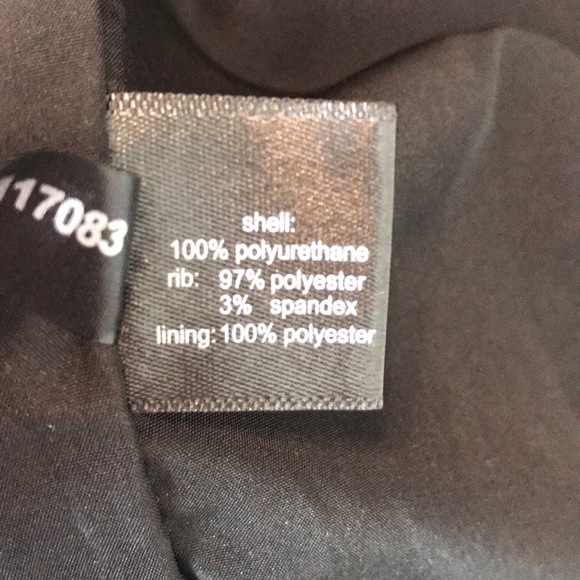 117083
shell:
100% polyurethane
rib: 97% polyester
3% spandex
lining: 100% polyester